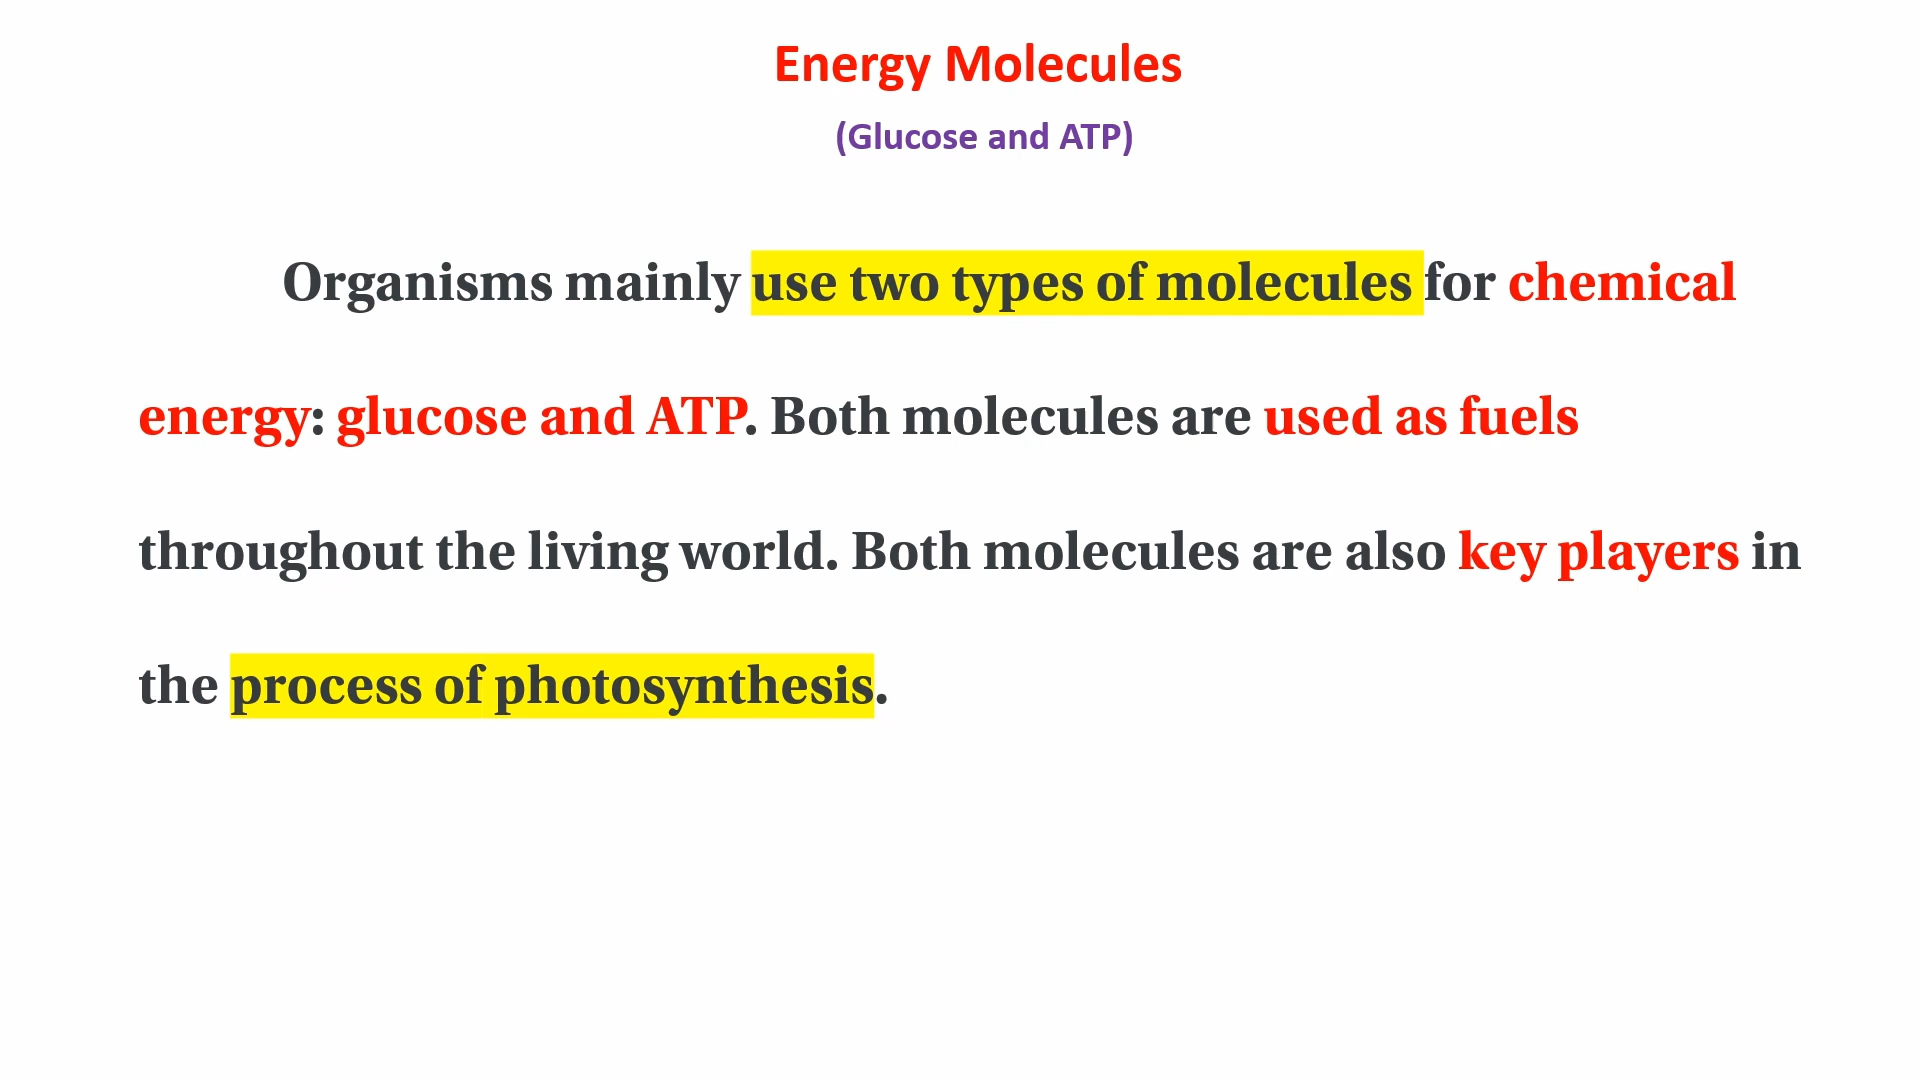 Energy Molecules
(Glucose and ATP)
Organisms mainly use two types of molecules for chemical
energy: glucose and ATP. Both molecules are used as fuels
throughout the living world. Both molecules are also key players in
the process of photosynthesis.